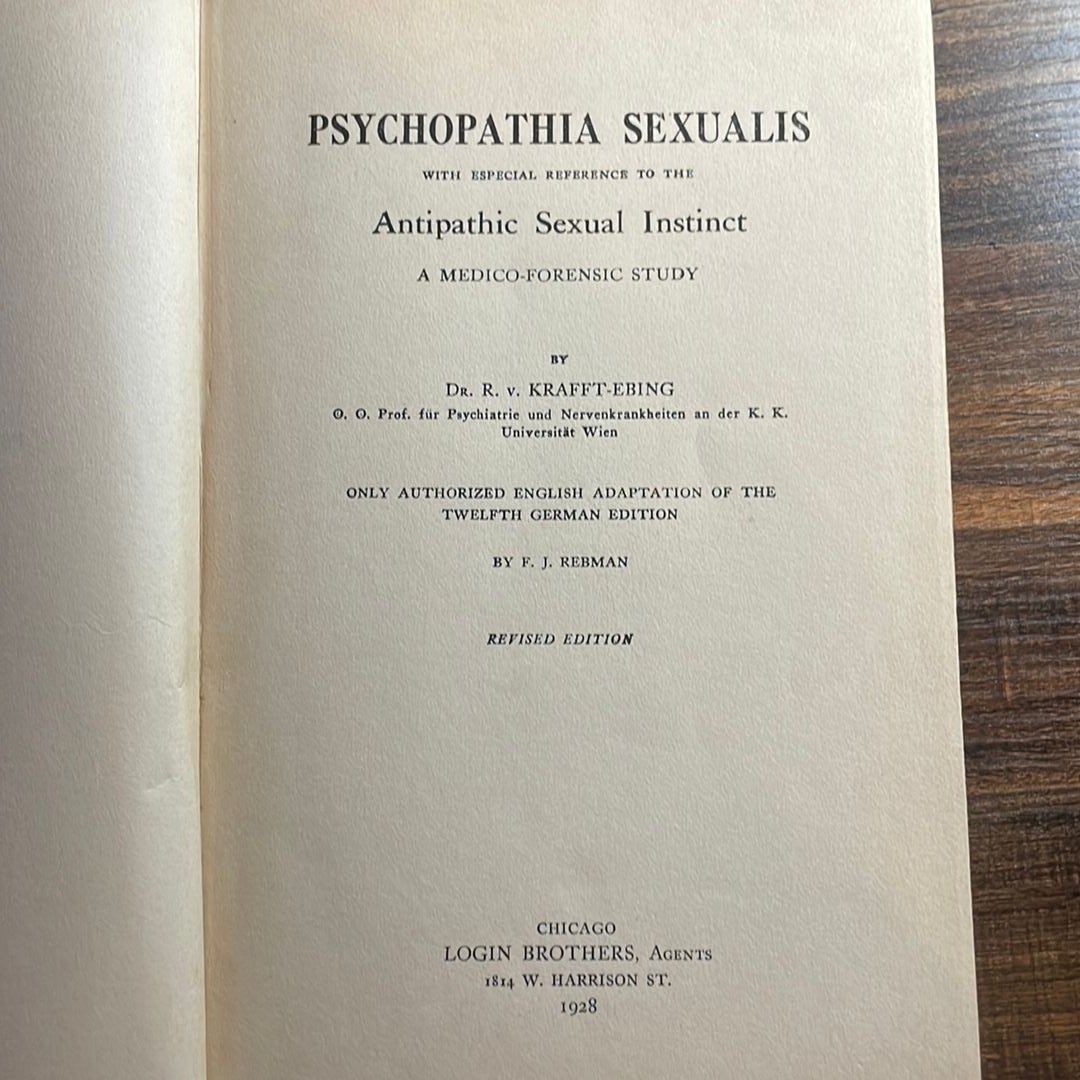 PSYCHOPATHIA SEXUALIS
WITH ESPECIAL REFERENCE TO THE
Antipathic Sexual Instinct
A MEDICO-FORENSIC STUDY
BY
DR. R. v. KRAFFT-EBING
O. O. Prof. für Psychiatrie und Nervenkrankheiten an der K. K.
Universität Wien
ONLY AUTHORIZED ENGLISH ADAPTATION OF THE
TWELFTH GERMAN EDITION
BY F. J. REBMAN
REVISED EDITION
CHICAGO
LOGIN BROTHERS, AGENTS
1814 W. HARRISON ST.
1928